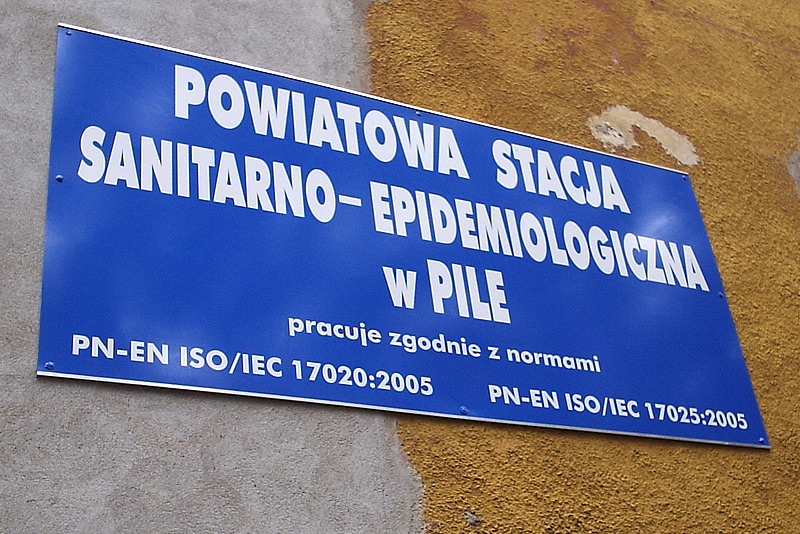 POWIATOWA STACJA
SANITARNO-EPIDEMIOLOGICZNA
w PILE
pracuje zgodnie z normami
PN-EN ISO/IEC 17020:2005 PN-EN ISO/IEC 17025:2005